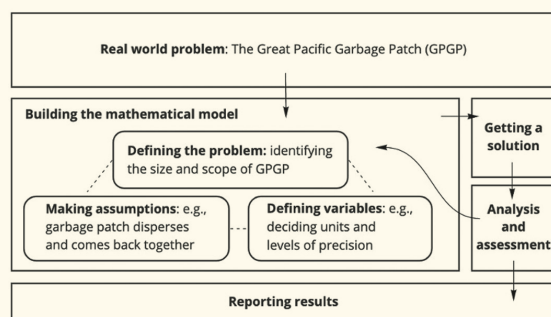 Real world problem: The Great Pacific Garbage Patch (GPGP)
Building the mathematical model
Defining the problem: identifying
the size and scope of GPGP
Making assumptions: e.g.,
garbage patch disperses
and comes back together
Defining variables: e.g.,
deciding units and
levels of precision
Getting a
solution
Analysis
and
assessment
Reporting results